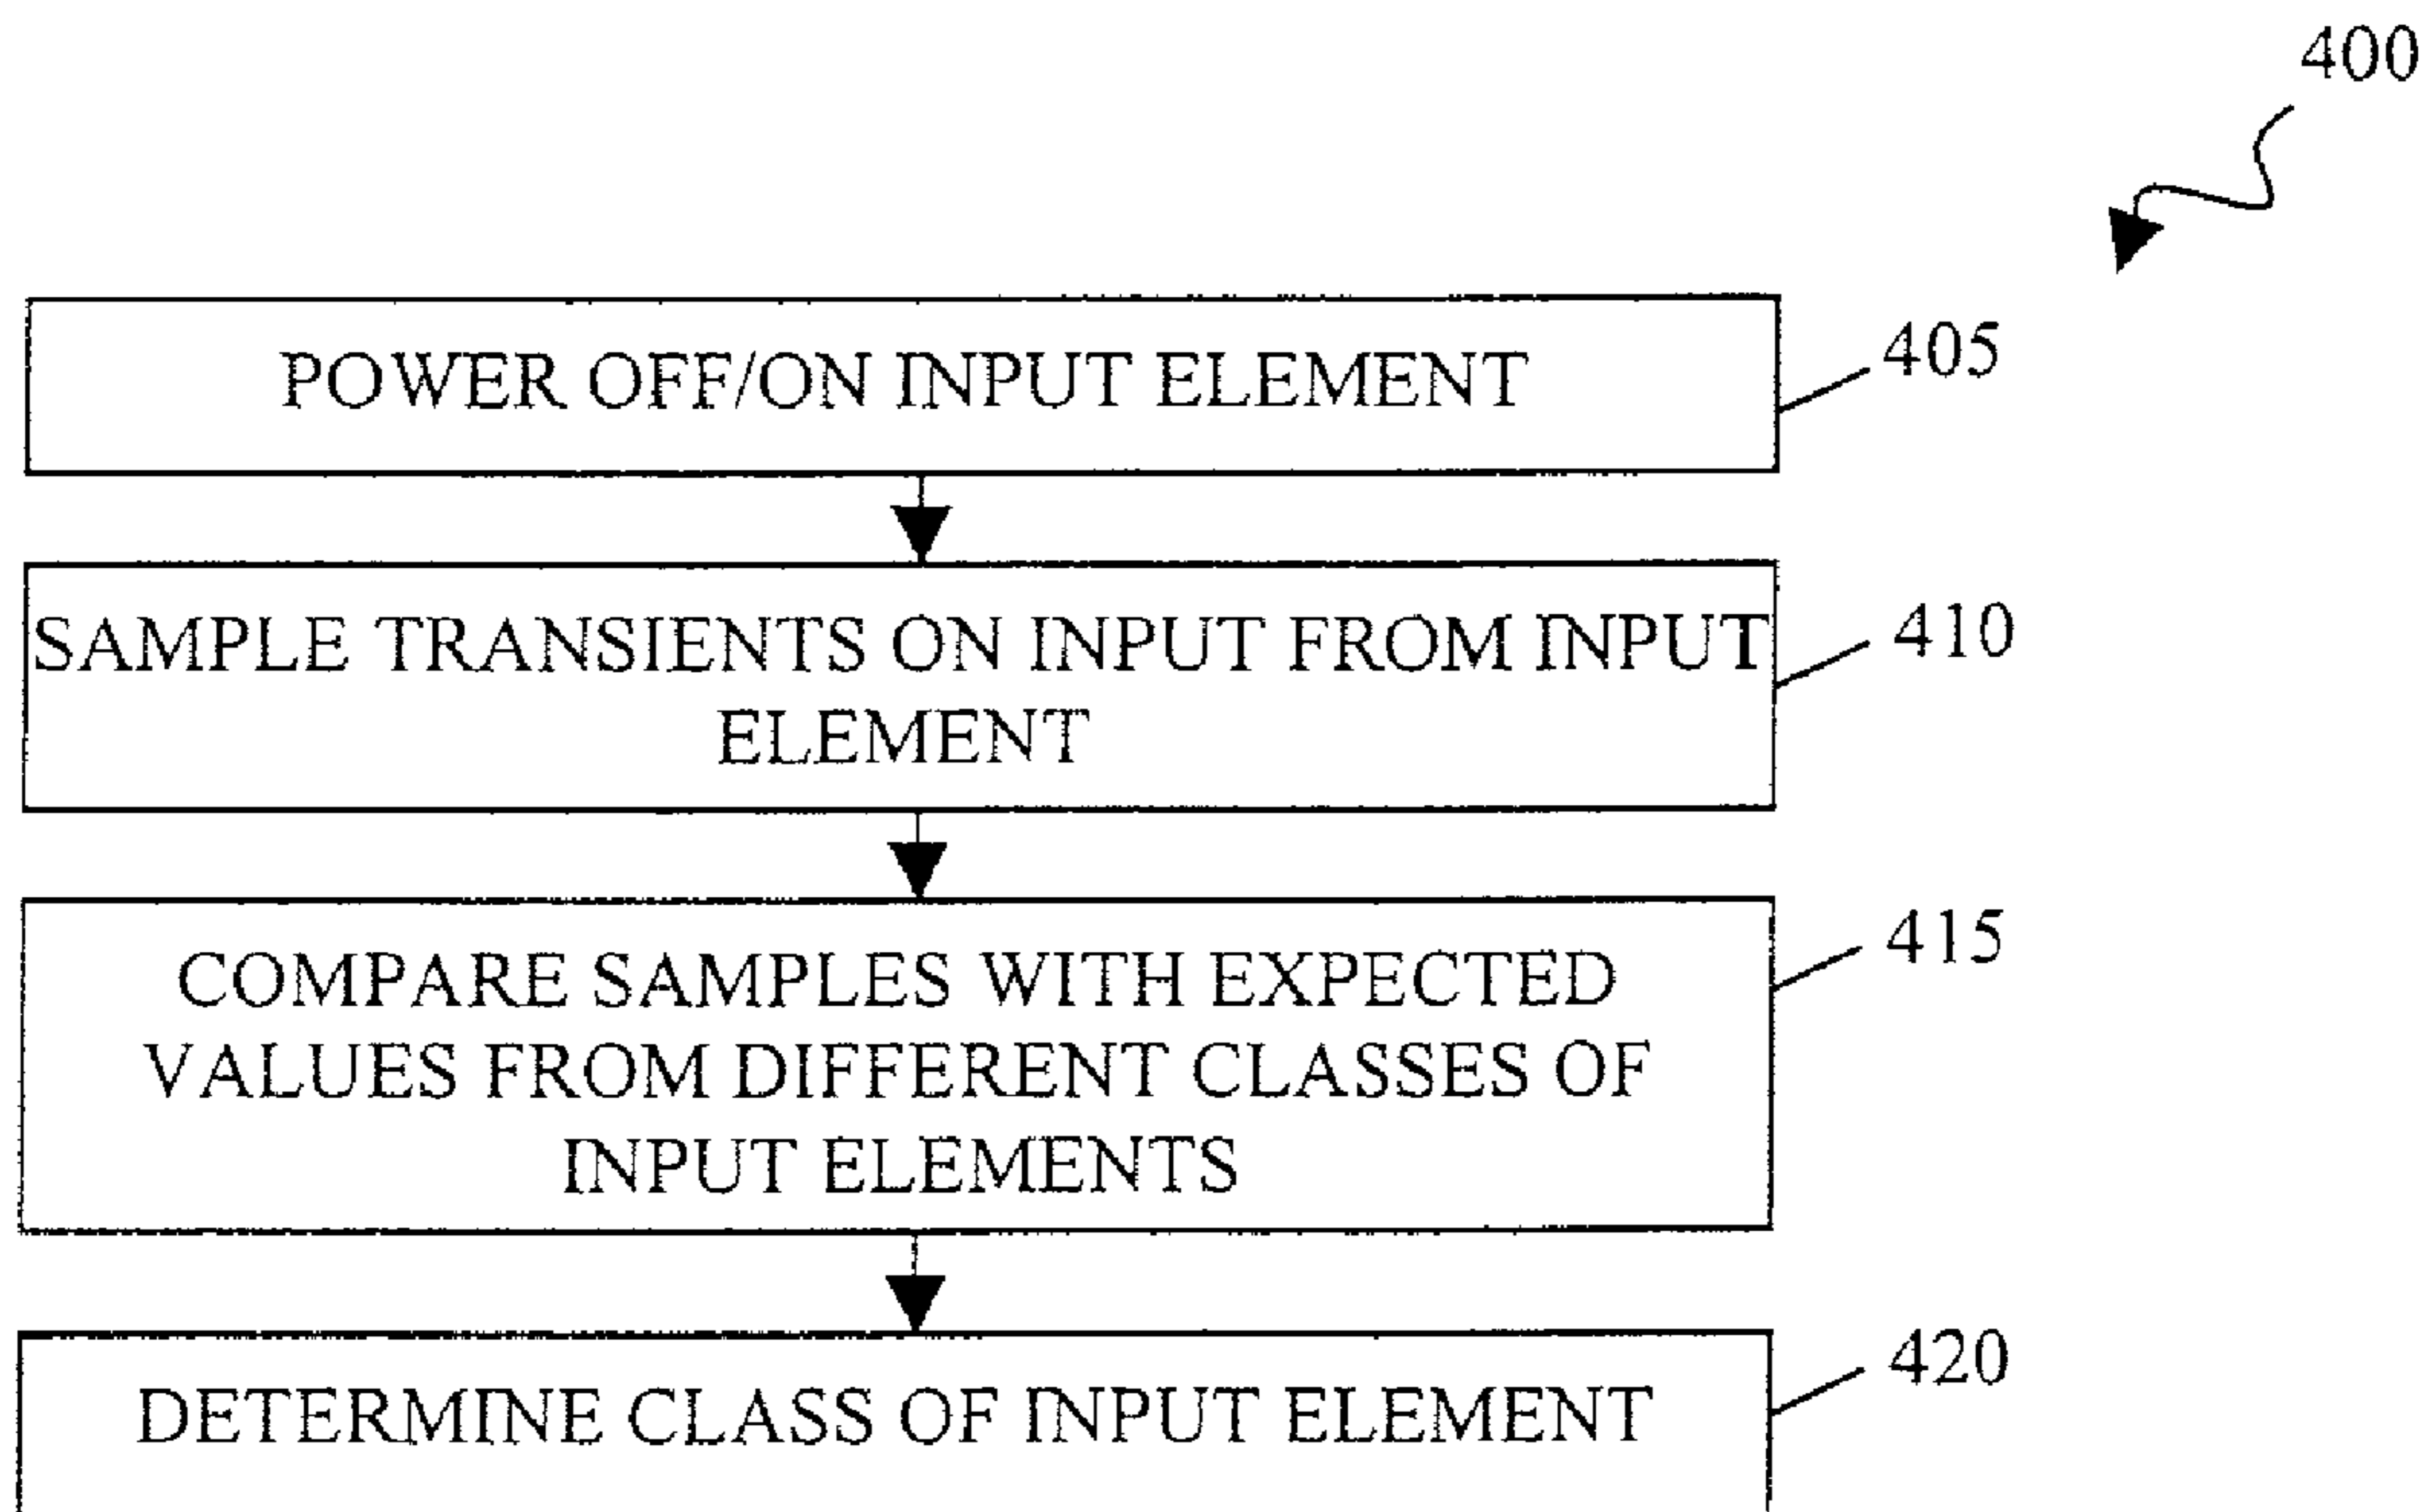 400
POWER OFF/ON INPUT ELEMENT
405
SAMPLE TRANSIENTS ON INPUT FROM INPUT
ELEMENT
410
COMPARE SAMPLES WITH EXPECTED
VALUES FROM DIFFERENT CLASSES OF
INPUT ELEMENTS
415
DETERMINE CLASS OF INPUT ELEMENT
420